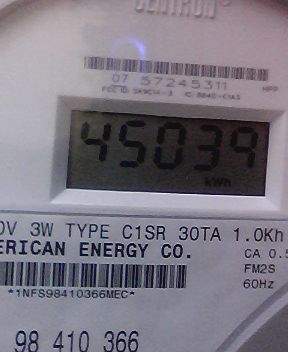 CENTRON
07 57245311
45039
kWh
3W TYPE C1SR 30TA 1.0Kh
ERICAN ENERGY CO.
CA 0.5
FM2S
*1NFS98410366MEC*
60Hz
98 410 366